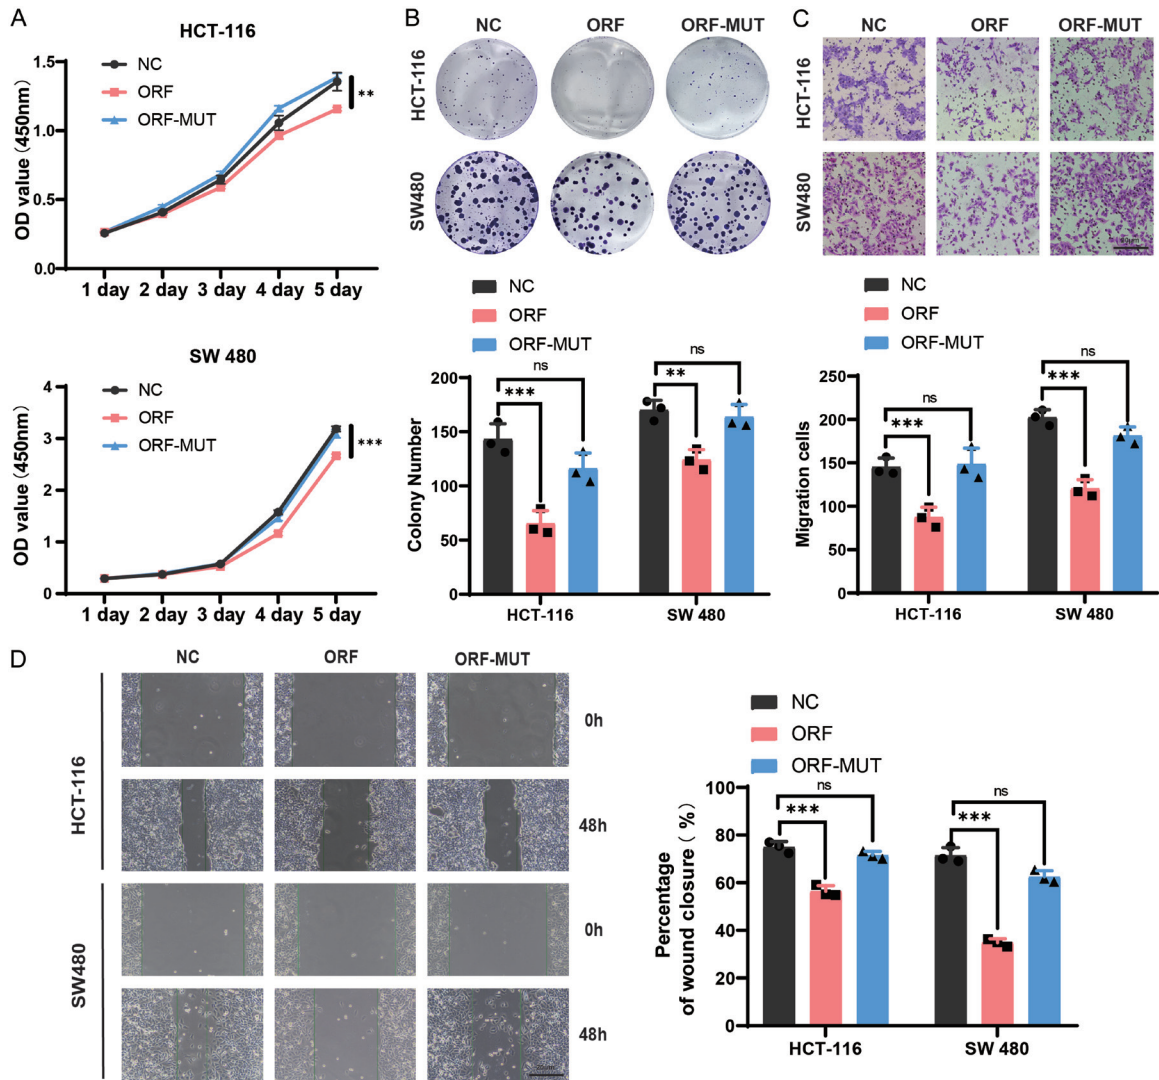 A
HCT-116
OD value (450nm)
1.5
1.0
0.5
0.0
NC
ORF
ORF-MUT
**
1 day 2 day 3 day 4 day 5 day
SW 480
OD value (450nm)
4
3
2
1
0
NC
ORF
ORF-MUT
***
1 day 2 day 3 day 4 day 5 day
B
NC ORF ORF-MUT
HCT-116
SW480
NC
ORF
ORF-MUT
Colony Number
200
150
100
50
0
ns
***
ns
**
HCT-116 SW 480
C
NC ORF ORF-MUT
HCT-116
SW480
NC
ORF
ORF-MUT
Migration cells
250
200
150
100
50
0
ns
***
ns
***
HCT-116 SW 480
D
NC ORF ORF-MUT
HCT-116
0h
48h
SW480
0h
48h
NC
ORF
ORF-MUT
Percentage
of wound closure ( %)
100
80
60
40
20
0
ns
***
ns
***
HCT-116 SW 480